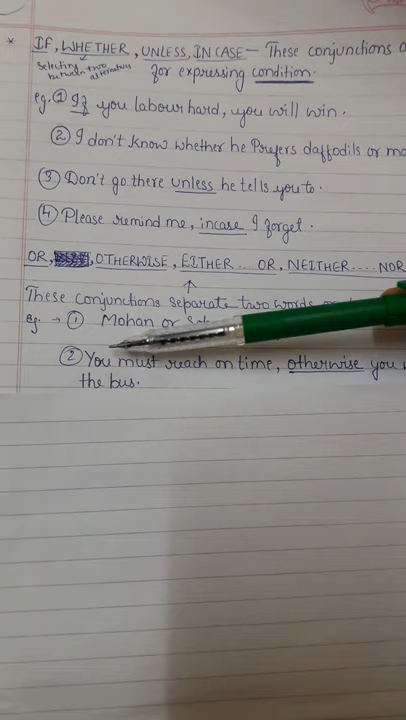 * IF, WHETHER, UNLESS, IN CASE — These conjunctions
selecting between two alternatives
for expressing condition.
eg. ① If you labour hard, you will win.
② I don't know whether he Prefers daffodils or
③ Don't go there unless he tells you to.
④ Please remind me, incase I forget.
OR, OTHERWISE, EITHER... OR, NEITHER.... NOR
These conjunctions separate two words
eg. → ① Mohan or
② You must reach on time, otherwise you
the bus.